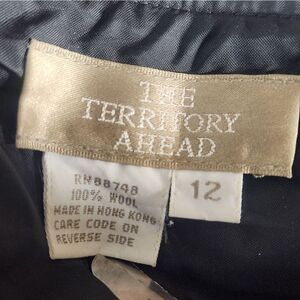 THE
TERRITORY
AHEAD
RN88748
100% WOOL
MADE IN HONG KONG
CARE CODE ON
REVERSE SIDE
12